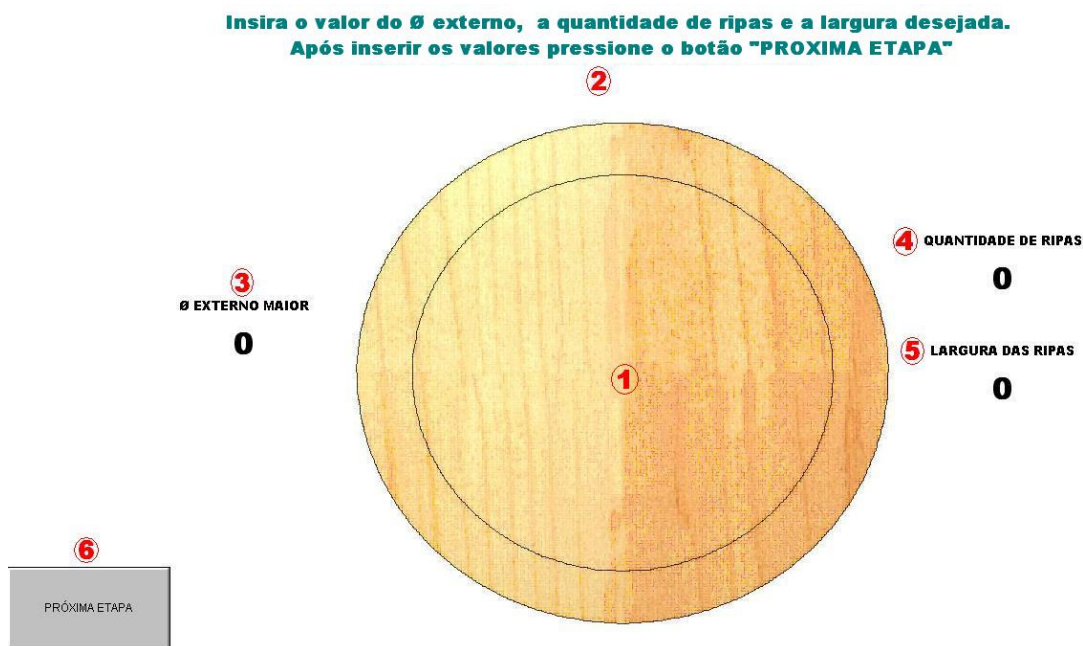 Insira o valor do Ø externo, a quantidade de ripas e a largura desejada.
Após inserir os valores pressione o botão "PROXIMA ETAPA"
2
4 QUANTIDADE DE RIPAS
0
3
Ø EXTERNO MAIOR
0
5 LARGURA DAS RIPAS
0
1
6
PRÓXIMA ETAPA